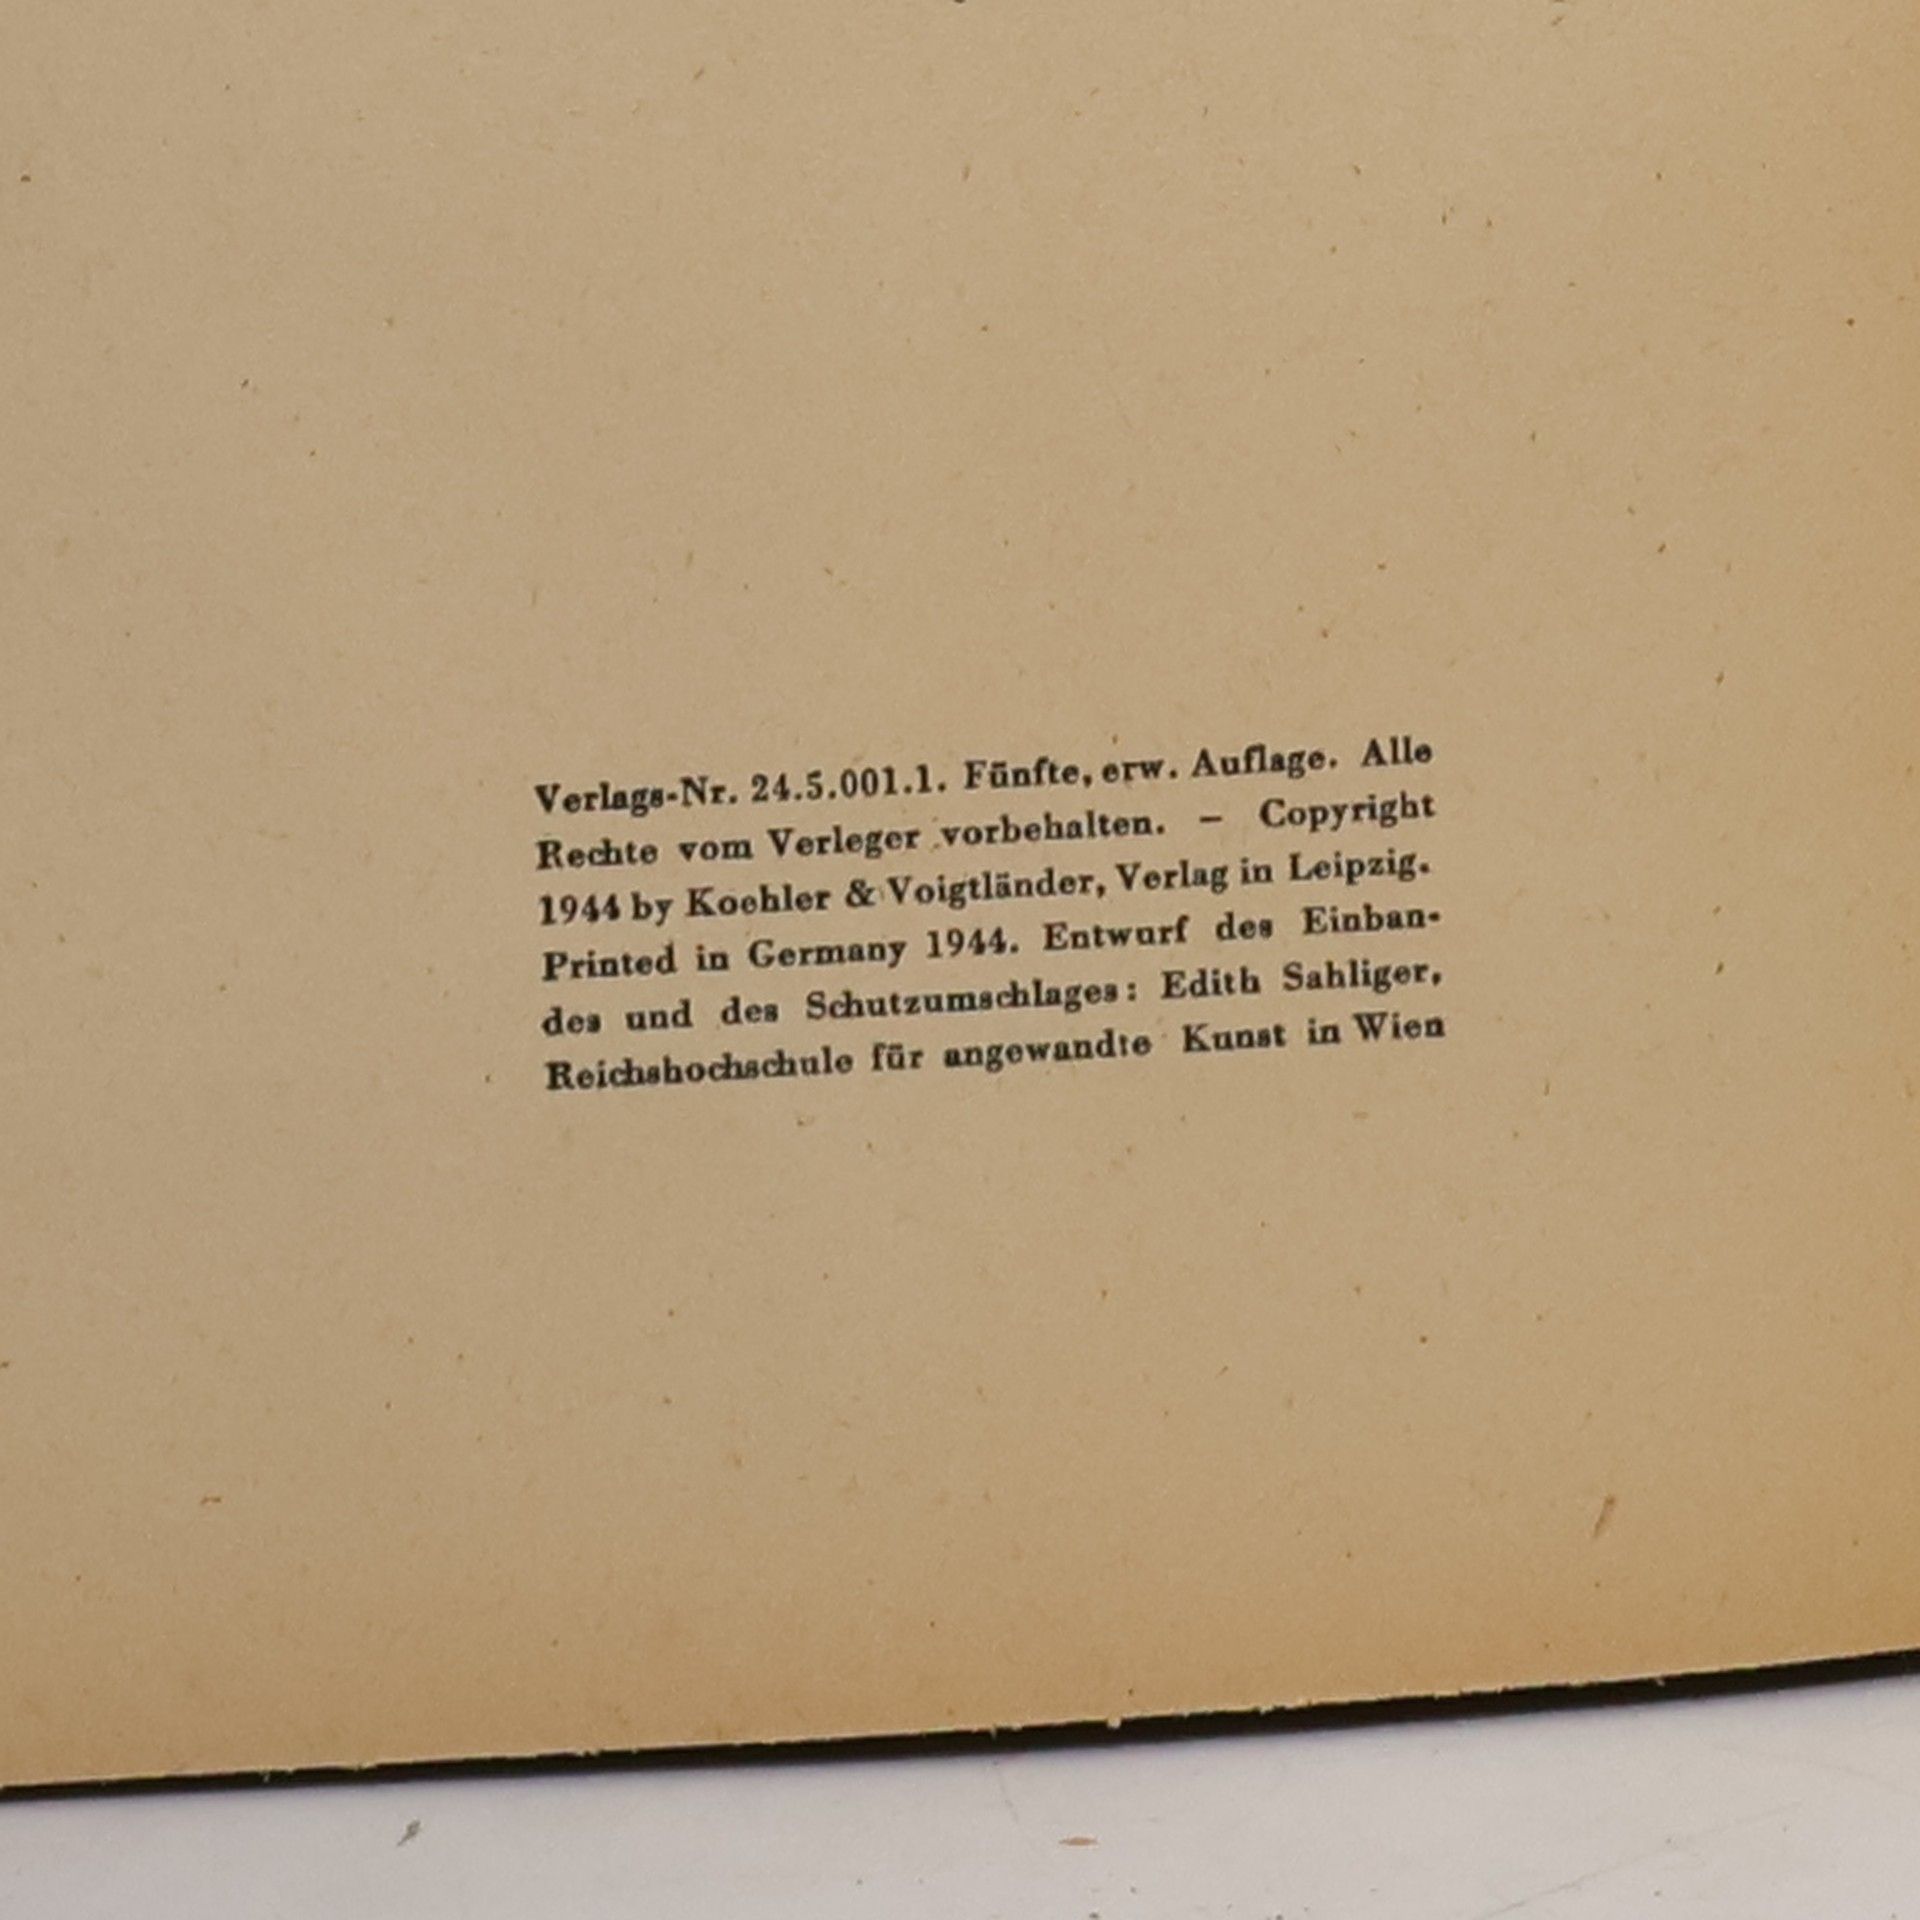 Verlags-Nr. 24.5.001.1. Fünfte, erw. Auflage. Alle
Rechte vom Verleger vorbehalten. — Copyright
1944 by Koehler & Voigtländer, Verlag in Leipzig.
Printed in Germany 1944. Entwurf des Einban-
des und des Schutzumschlages: Edith Sahliger,
Reichshochschule für angewandte Kunst in Wien